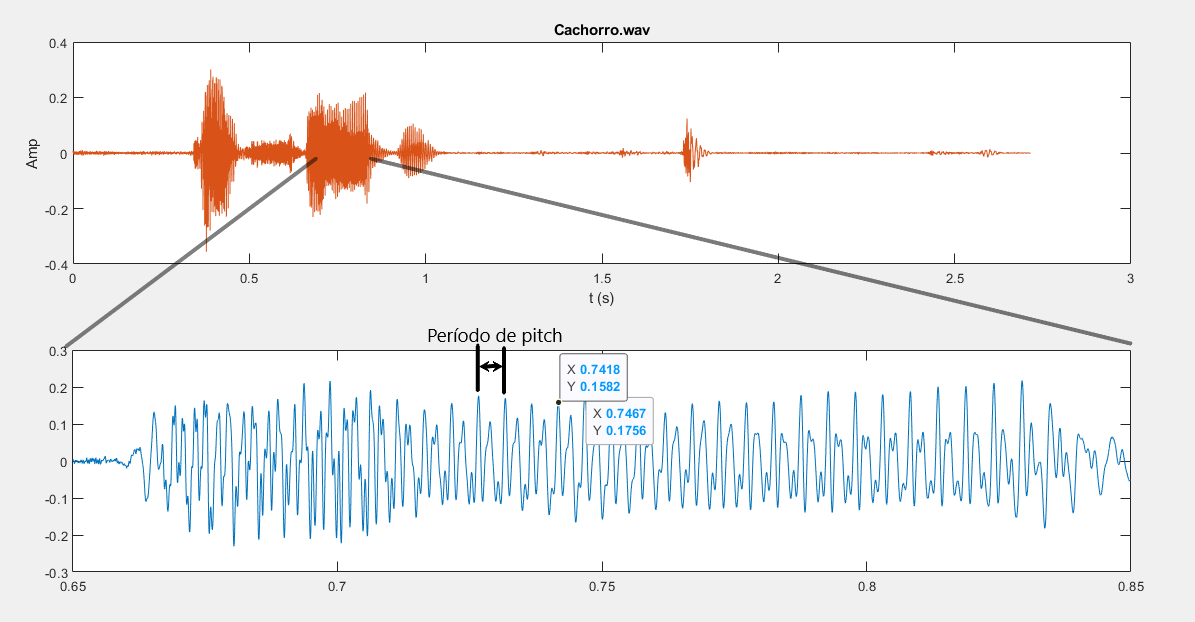 Cachorro.wav
0.4
0.2
0
-0.2
-0.4
Amp
0 0.5 1 1.5 2 2.5 3
t (s)
Período de pitch
X 0.7418
Y 0.1582
X 0.7467
Y 0.1756
0.3
0.2
0.1
0
-0.1
-0.2
-0.3
0.65 0.7 0.75 0.8 0.85